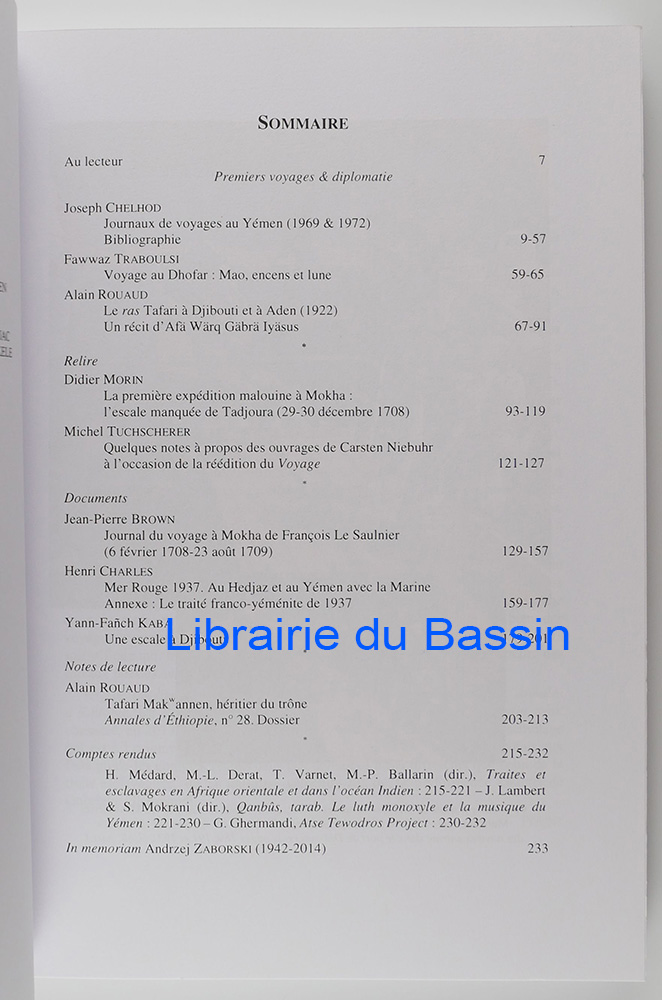 SOMMAIRE
Au lecteur 7
Premiers voyages & diplomatie
Joseph CHELHOD
Journaux de voyages au Yémen (1969 & 1972)
Bibliographie 9-57
Fawwaz TRABOULSI
Voyage au Dhofar : Mao, encens et lune 59-65
Alain ROUAUD
Le ras Tafari à Djibouti et à Aden (1922)
Un récit d'Afä Wärq Gäbrä Iyäsus 67-91
*
Relire
Didier MORIN
La première expédition malouine à Mokha :
l'escale manquée de Tadjoura (29-30 décembre 1708) 93-119
Michel TUCHSCHERER
Quelques notes à propos des ouvrages de Carsten Niebuhr
à l'occasion de la réédition du Voyage 121-127
*
Documents
Jean-Pierre BROWN
Journal du voyage à Mokha de François Le Saulnier
(6 février 1708-23 août 1709) 129-157
Henri CHARLES
Mer Rouge 1937. Au Hedjaz et au Yémen avec la Marine
Annexe : Le traité franco-yéménite de 1937 159-177
Yann-Fañch KABA
Une escale à Djibouti
Librairie du Bassin
Notes de lecture
Alain ROUAUD
Tafari Makʷannen, héritier du trône
Annales d'Éthiopie, n° 28. Dossier 203-213
*
Comptes rendus 215-232
H. Médard, M.-L. Derat, T. Varnet, M.-P. Ballarin (dir.), Traites et
esclavages en Afrique orientale et dans l'océan Indien : 215-221 – J. Lambert
& S. Mokrani (dir.), Qanbûs, tarab. Le luth monoxyle et la musique du
Yémen : 221-230 – G. Ghermandi, Atse Tewodros Project : 230-232
In memoriam Andrzej ZABORSKI (1942-2014) 233